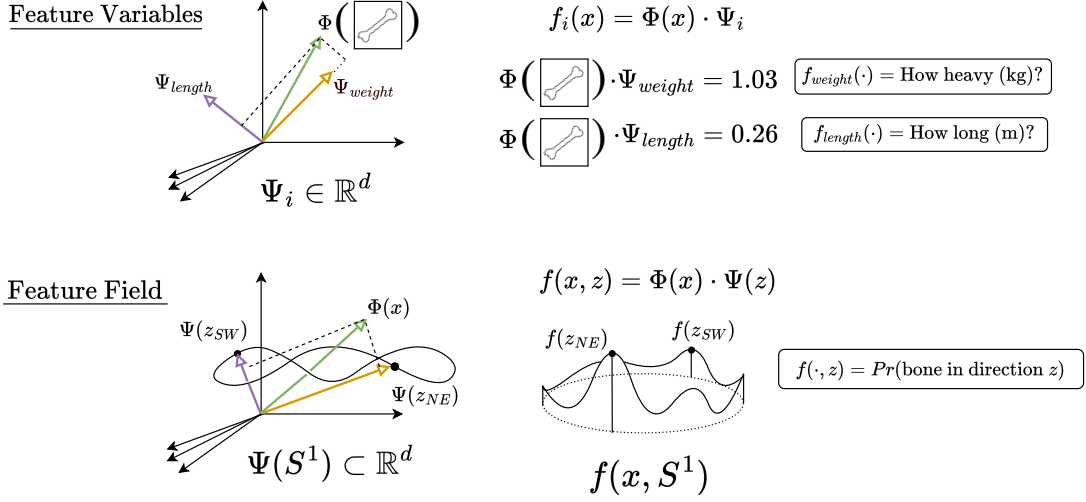 Feature Variables
Φ( )
Ψ_length
Ψ_weight
Ψ_i ∈ ℝ^d
f_i(x) = Φ(x) · Ψ_i
Φ( ) · Ψ_weight = 1.03
f_weight(·) = How heavy (kg)?
Φ( ) · Ψ_length = 0.26
f_length(·) = How long (m)?
Feature Field
Ψ(z_SW)
Φ(x)
Ψ(z_NE)
Ψ(S^1) ⊂ ℝ^d
f(x, z) = Φ(x) · Ψ(z)
f(z_NE)
f(z_SW)
f(·, z) = Pr(bone in direction z)
f(x, S^1)